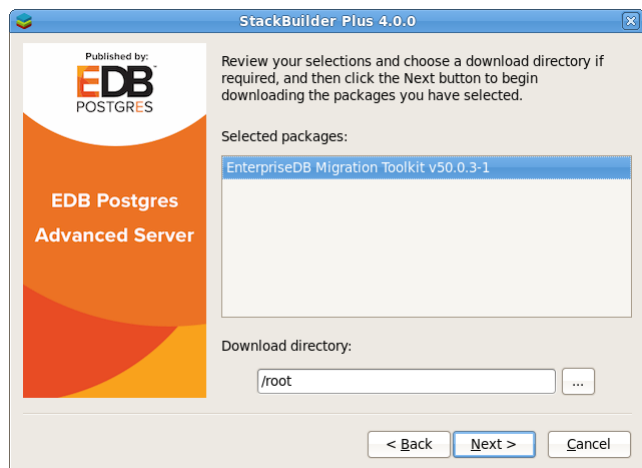 StackBuilder Plus 4.0.0
Published by:
EDB
POSTGRES
EDB Postgres
Advanced Server
Review your selections and choose a download directory if
required, and then click the Next button to begin
downloading the packages you have selected.
Selected packages:
EnterpriseDB Migration Toolkit v50.0.3-1
Download directory:
/root
...
< Back
Next >
Cancel